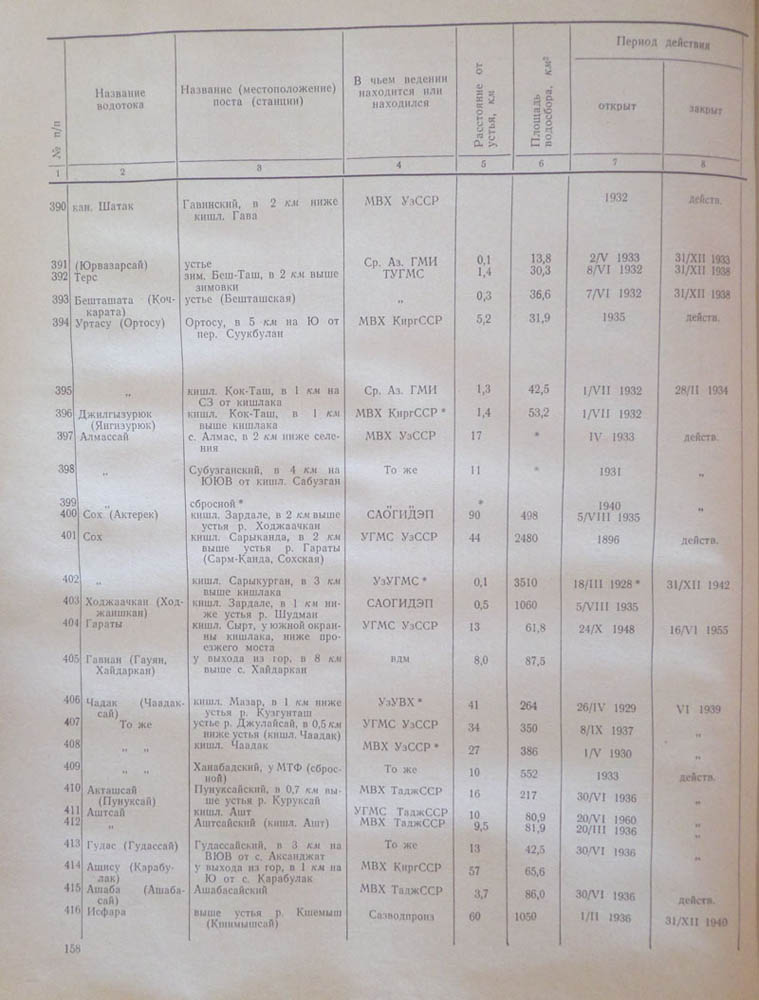 № п/п | Название водотока | Название (местоположение) поста (станции) | В чьем ведении находится или находился | Расстояние от устья, км | Площадь водосбора, км² | Период действия
открыт | закрыт
1 | 2 | 3 | 4 | 5 | 6 | 7 | 8
390 кан. Шатак | Гавинский, в 2 км ниже | МВХ УзССР | 1932 | действ.
кишл. Гава
391 (Юрвазарсай) | устье | Ср. Аз. ГМИ | 0,1 | 13,8 | 2/V 1933 | 31/XII 1933
392 Терс | зим. Беш-Таш, в 2 км выше | ТУГМС | 1,4 | 30,3 | 8/VI 1932 | 31/XII 1938
зимовки
393 Бешташата (Коч- | устье (Бешташская) | „ | 0,3 | 36,6 | 7/VI 1932 | 31/XII 1938
карата)
394 Уртасу (Ортосу) | Ортосу, в 5 км на Ю от | МВХ КиргССР | 5,2 | 31,9 | 1935 | действ.
пер. Суукбулан
395 „ | кишл. Кок-Таш, в 1 км на | Ср. Аз. ГМИ | 1,3 | 42,5 | 1/VII 1932 | 28/II 1934
СЗ от кишлака
396 Джилгызурюк | кишл. Кок-Таш, в 1 км | МВХ КиргССР * | 1,4 | 53,2 | 1/VII 1932
(Янгизурюк) | выше кишлака
397 Алмассай | с. Алмас, в 2 км ниже селе- | МВХ УзССР | 17 | * | IV 1933 | действ.
ния
398 „ | Субузганский, в 4 км на | То же | 11 | * | 1931 | „
ЮЮВ от кишл. Сабузган
399 „ | сбросной * | „ „ | * | 1940 | „
400 Сох (Актерек) | кишл. Зардале, в 2 км выше | САОГИДЭП | 90 | 498 | 5/VIII 1935
устья р. Ходжаачкан
401 Сох | кишл. Сарыканда, в 2 км | УГМС УзССР | 44 | 2480 | 1896 | действ.
выше устья р. Гараты
(Сарм-Канда, Сохская)
402 „ | кишл. Сарыкурган, в 3 км | УзУГМС * | 0,1 | 3510 | 18/III 1928 * | 31/XII 1942
выше кишлака
403 Ходжаачкан (Ход- | кишл. Зардале, в 1 км ни- | САОГИДЭП | 0,5 | 1060 | 5/VIII 1935
жаишкан) | же устья р. Шудман
404 Гараты | кишл. Сырт, у южной окраи- | УГМС УзССР | 13 | 61,8 | 24/X 1948 | 16/VI 1955
ны кишлака, ниже про-
езжего моста
405 Гавиан (Гауян, | у выхода из гор, в 8 км | вдм | 8,0 | 87,5
Хайдаркан) | выше с. Хайдаркан
406 Чадак (Чаадак- | кишл. Мазар, в 1 км ниже | УзУВХ * | 41 | 264 | 26/IV 1929 | VI 1939
сай) | устья р. Кузгунташ
407 То же | устье р. Джулайсай, в 0,5 км | УГМС УзССР | 34 | 350 | 8/IX 1937 | „
ниже устья (кишл. Чаадак)
408 „ „ | кишл. Чаадак | МВХ УзССР * | 27 | 386 | 1/V 1930 | „
409 „ „ | Ханабадский, у МТФ (сброс- | То же | 10 | 552 | 1933 | действ.
ной)
410 Акташсай | Пунуксайский, в 0,7 км вы- | МВХ ТаджССР | 16 | 217 | 30/VI 1936 | „
(Пунуксай) | ше устья р. Куруксай
411 Аштсай | кишл. Ашт | УГМС ТаджССР | 10 | 80,9 | 20/VI 1960 | „
412 „ | Аштсайский (кишл. Ашт) | МВХ ТаджССР | 9,5 | 81,9 | 20/III 1936 | „
413 Гудас (Гудассай) | Гудассайский, в 3 км на | То же | 13 | 42,5 | 30/VI 1936 | „
ВЮВ от с. Аксанджат
414 Ашису (Карабу- | у выхода из гор, в 1 км на | МВХ КиргССР | 57 | 65,6
лак) | Ю от с. Карабулак
415 Ашаба (Ашаба- | Ашабасайский | МВХ ТаджССР | 3,7 | 86,0 | 30/VI 1936 | действ.
сай)
416 Исфара | выше устья р. Кшемыш | Сазводпроиз | 60 | 1050 | 1/II 1936 | 31/XII 1940
(Кшимышсай)
158